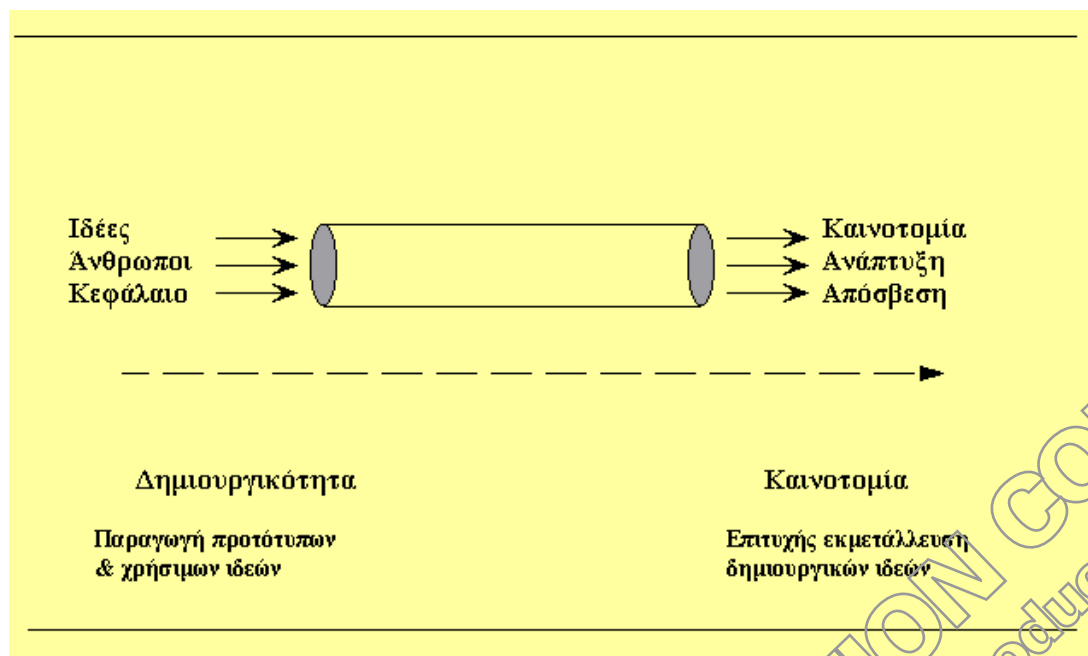 Ιδέες
Άνθρωποι
Κεφάλαιο
Καινοτομία
Ανάπτυξη
Απόσβεση
Δημιουργικότητα
Καινοτομία
Παραγωγή προτότυπων
& χρήσιμων ιδεών
Επιτυχής εκμετάλλευση
δημιουργικών ιδεών